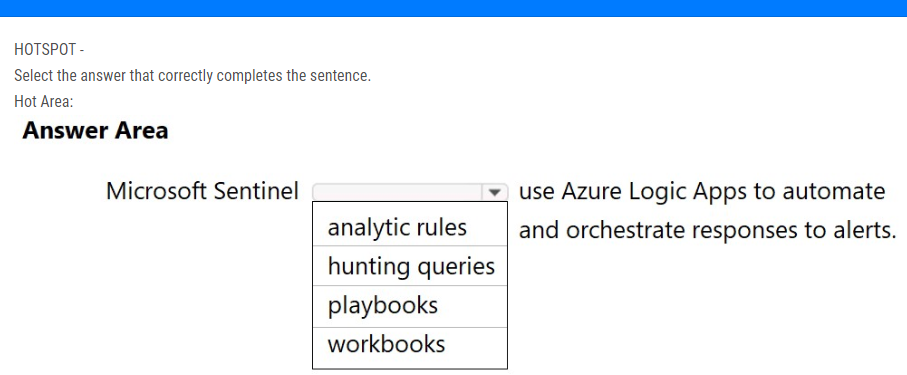 HOTSPOT -
Select the answer that correctly completes the sentence.
Hot Area:
Answer Area
Microsoft Sentinel use Azure Logic Apps to automate
and orchestrate responses to alerts.
analytic rules
hunting queries
playbooks
workbooks